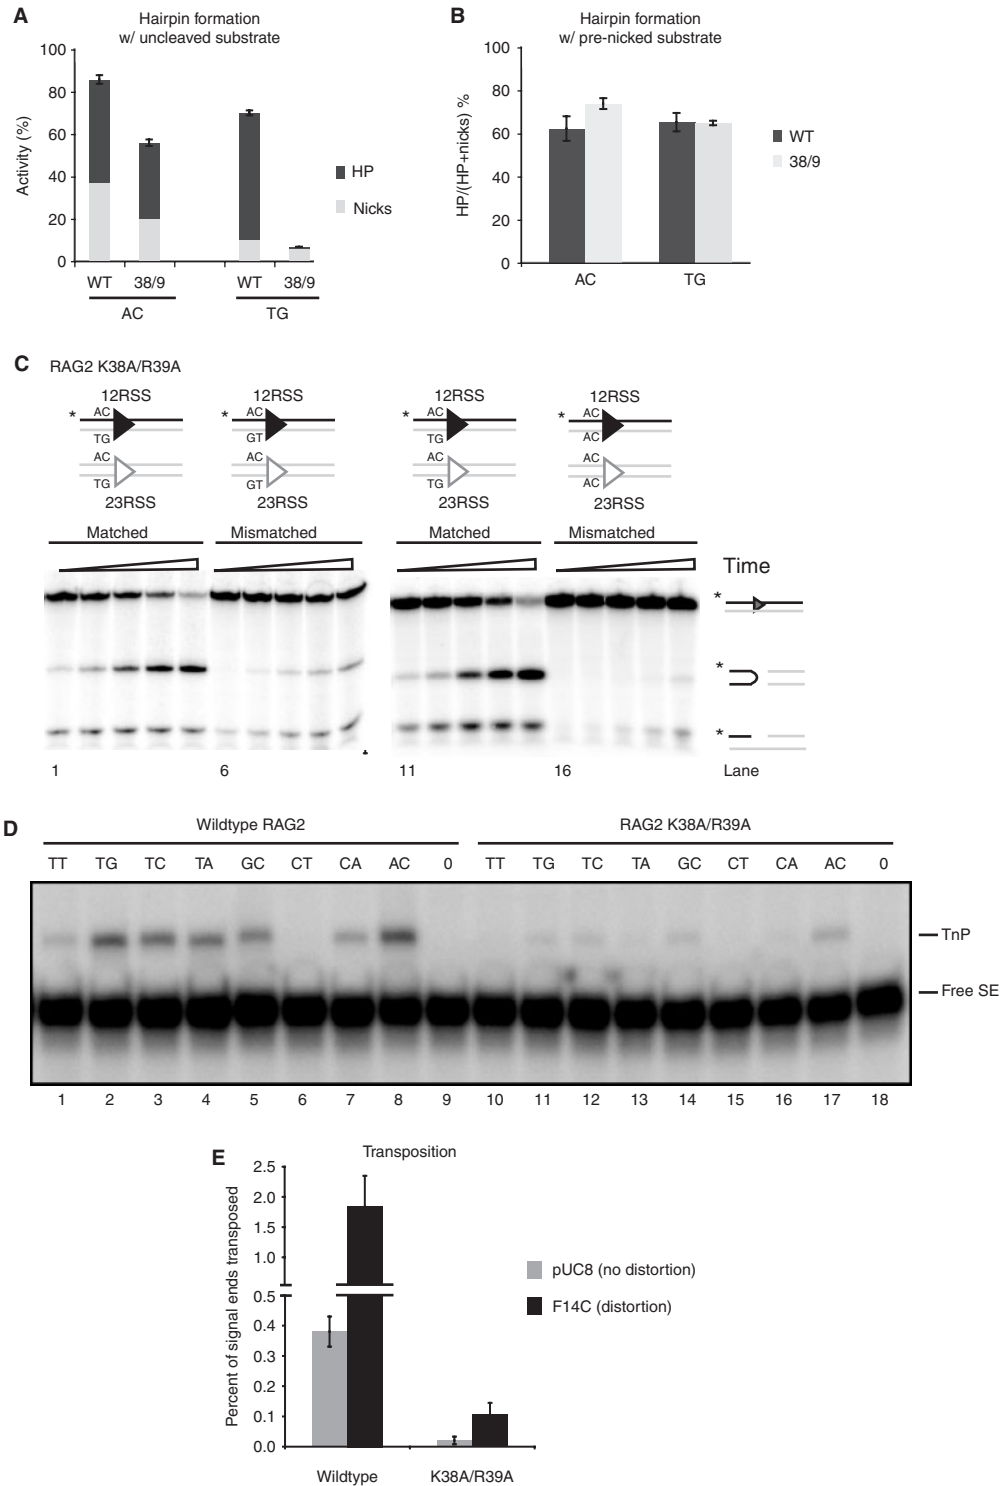 A
Hairpin formation
w/ uncleaved substrate
100
80
60
40
20
0
Activity (%)
HP
Nicks
WT 38/9 WT 38/9
AC TG
B
Hairpin formation
w/ pre-nicked substrate
100
80
60
40
20
0
HP/(HP+nicks) %
WT
38/9
AC TG
C RAG2 K38A/R39A
12RSS 12RSS 12RSS 12RSS
* AC * AC * AC * AC
TG GT TG AC
AC AC AC AC
TG GT TG AC
23RSS 23RSS 23RSS 23RSS
Matched Mismatched Matched Mismatched
Time
*
*
*
1 6 11 16 Lane
D
Wildtype RAG2 RAG2 K38A/R39A
TT TG TC TA GC CT CA AC 0 TT TG TC TA GC CT CA AC 0
TnP
Free SE
1 2 3 4 5 6 7 8 9 10 11 12 13 14 15 16 17 18
E
Transposition
2.5
2.0
1.5
1.0
0.5
0.4
0.3
0.2
0.1
0.0
Percent of signal ends transposed
pUC8 (no distortion)
F14C (distortion)
Wildtype K38A/R39A